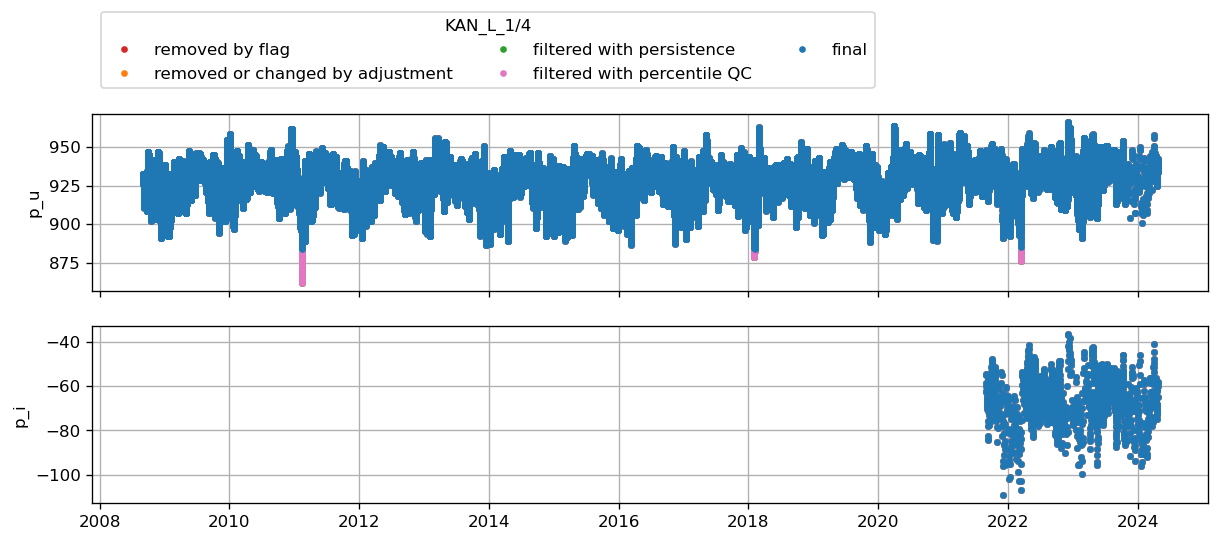 KAN_L_1/4
removed by flag
filtered with persistence
final
removed or changed by adjustment
filtered with percentile QC
950
925
900
875
p_u
−40
−60
−80
−100
p_i
2008 2010 2012 2014 2016 2018 2020 2022 2024